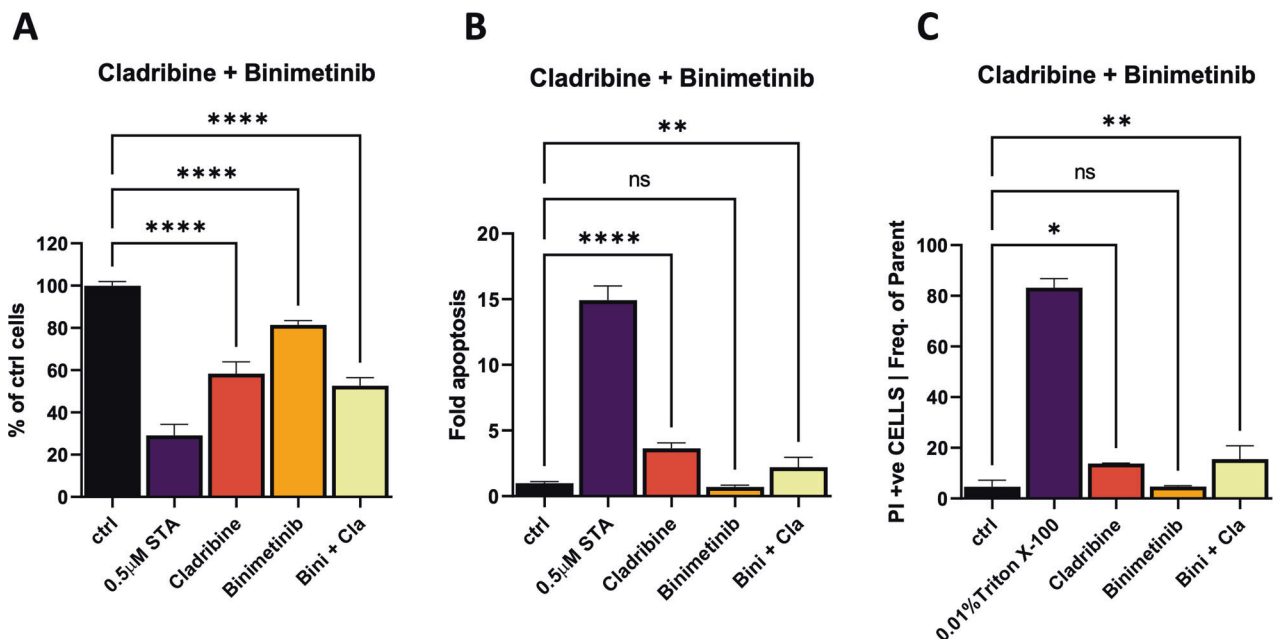 A
Cladribine + Binimetinib
****
****
****
120
100
80
60
40
20
0
% of ctrl cells
ctrl
0.5μM STA
Cladribine
Binimetinib
Bini + Cla
B
Cladribine + Binimetinib
**
ns
****
20
15
10
5
0
Fold apoptosis
ctrl
0.5μM STA
Cladribine
Binimetinib
Bini + Cla
C
Cladribine + Binimetinib
**
ns
*
100
80
60
40
20
0
PI +ve CELLS | Freq. of Parent
ctrl
0.01%Triton X-100
Cladribine
Binimetinib
Bini + Cla